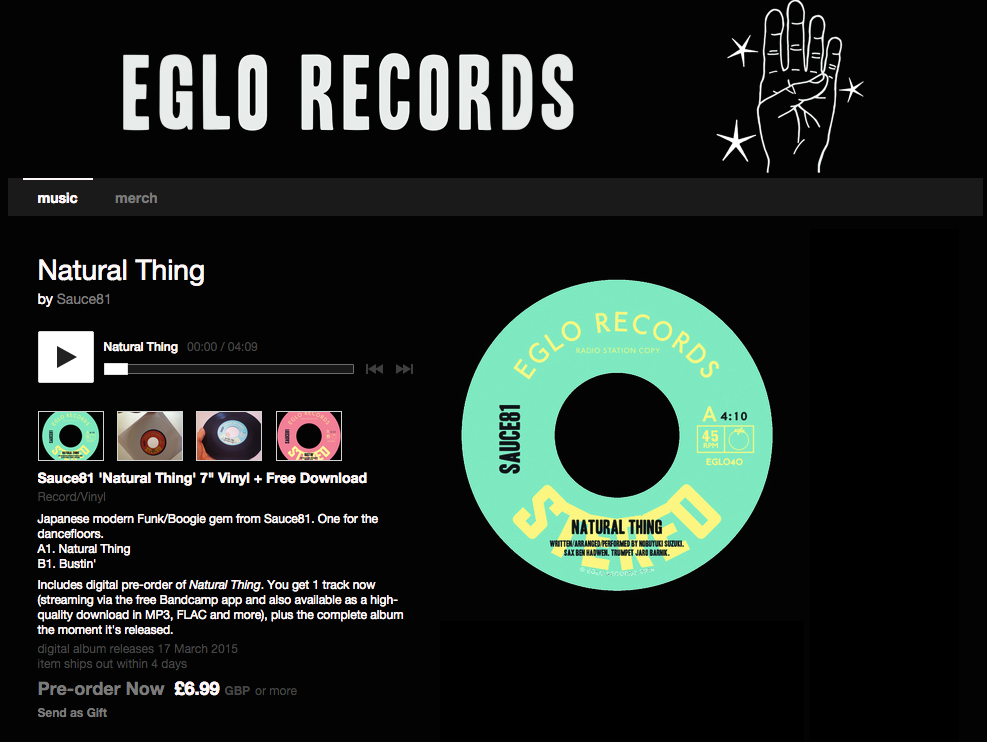 EGLO RECORDS
music merch
Natural Thing
by Sauce81
Natural Thing 00:00 / 04:09
Sauce81 'Natural Thing' 7" Vinyl + Free Download
Record/Vinyl
Japanese modern Funk/Boogie gem from Sauce81. One for the
dancefloors.
A1. Natural Thing
B1. Bustin'
Includes digital pre-order of Natural Thing. You get 1 track now
(streaming via the free Bandcamp app and also available as a high-
quality download in MP3, FLAC and more), plus the complete album
the moment it's released.
digital album releases 17 March 2015
item ships out within 4 days
Pre-order Now £6.99 GBP or more
Send as Gift
EGLO RECORDS
RADIO STATION COPY
SAUCE81
A 4:10
45
RPM
EGLO40
STEREO
NATURAL THING
WRITTEN/ARRANGED/PERFORMED BY NOBUYUKI SUZUKI.
SAX BEN HADWEN. TRUMPET JARO BARNIK.